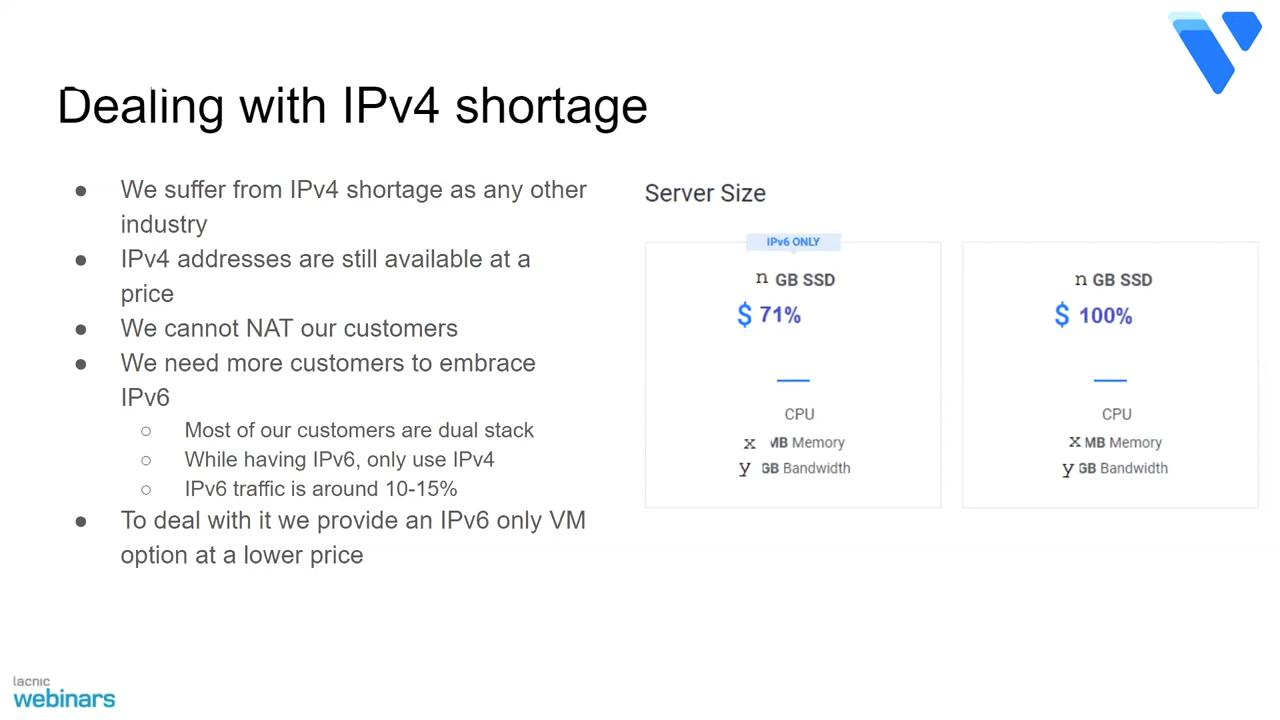 Dealing with IPv4 shortage
● We suffer from IPv4 shortage as any other
industry
● IPv4 addresses are still available at a
price
● We cannot NAT our customers
● We need more customers to embrace
IPv6
○ Most of our customers are dual stack
○ While having IPv6, only use IPv4
○ IPv6 traffic is around 10-15%
● To deal with it we provide an IPv6 only VM
option at a lower price
Server Size
IPv6 ONLY
n GB SSD
$ 71%
CPU
x MB Memory
y GB Bandwidth
n GB SSD
$ 100%
CPU
x MB Memory
y GB Bandwidth
lacnic
webinars